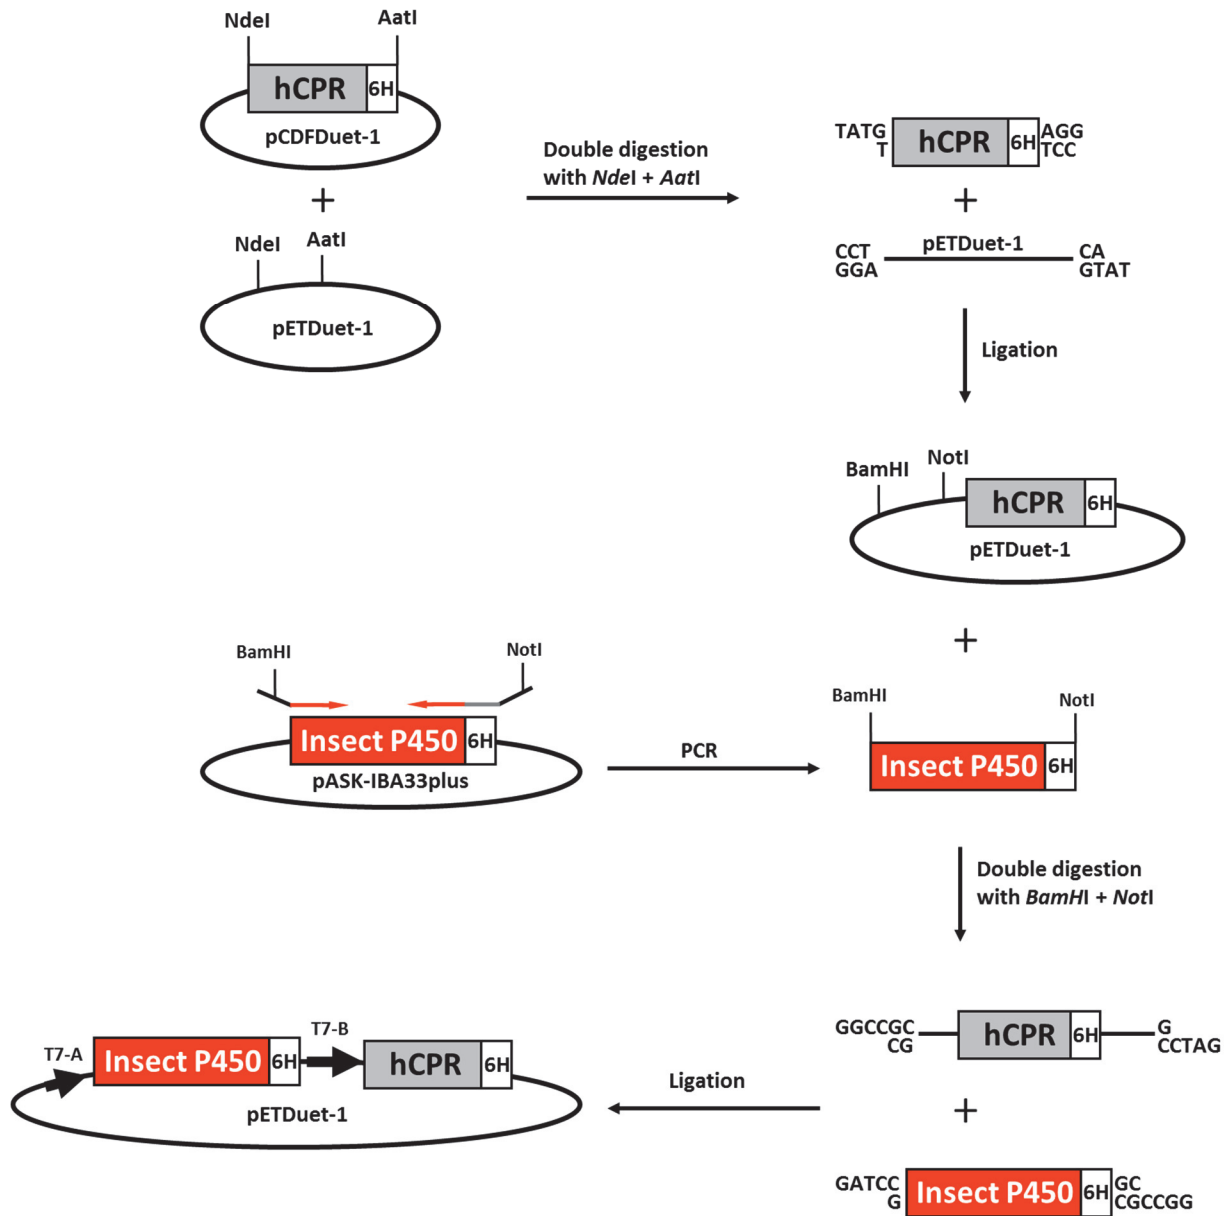 NdeI
AatI
hCPR
6H
pCDFDuet-1
+
NdeI
AatI
pETDuet-1
Double digestion
with NdeI + AatI
TATG
T
hCPR
6H
AGG
TCC
+
CCT
GGA
pETDuet-1
CA
GTAT
Ligation
BamHI
NotI
hCPR
6H
pETDuet-1
+
BamHI
NotI
Insect P450
6H
pASK-IBA33plus
PCR
BamHI
NotI
Insect P450
6H
Double digestion
with BamHI + NotI
GGCCGC
CG
hCPR
6H
G
CCTAG
+
GATCC
G
Insect P450
6H
GC
CGCCGG
Ligation
T7-A
Insect P450
6H
T7-B
hCPR
6H
pETDuet-1